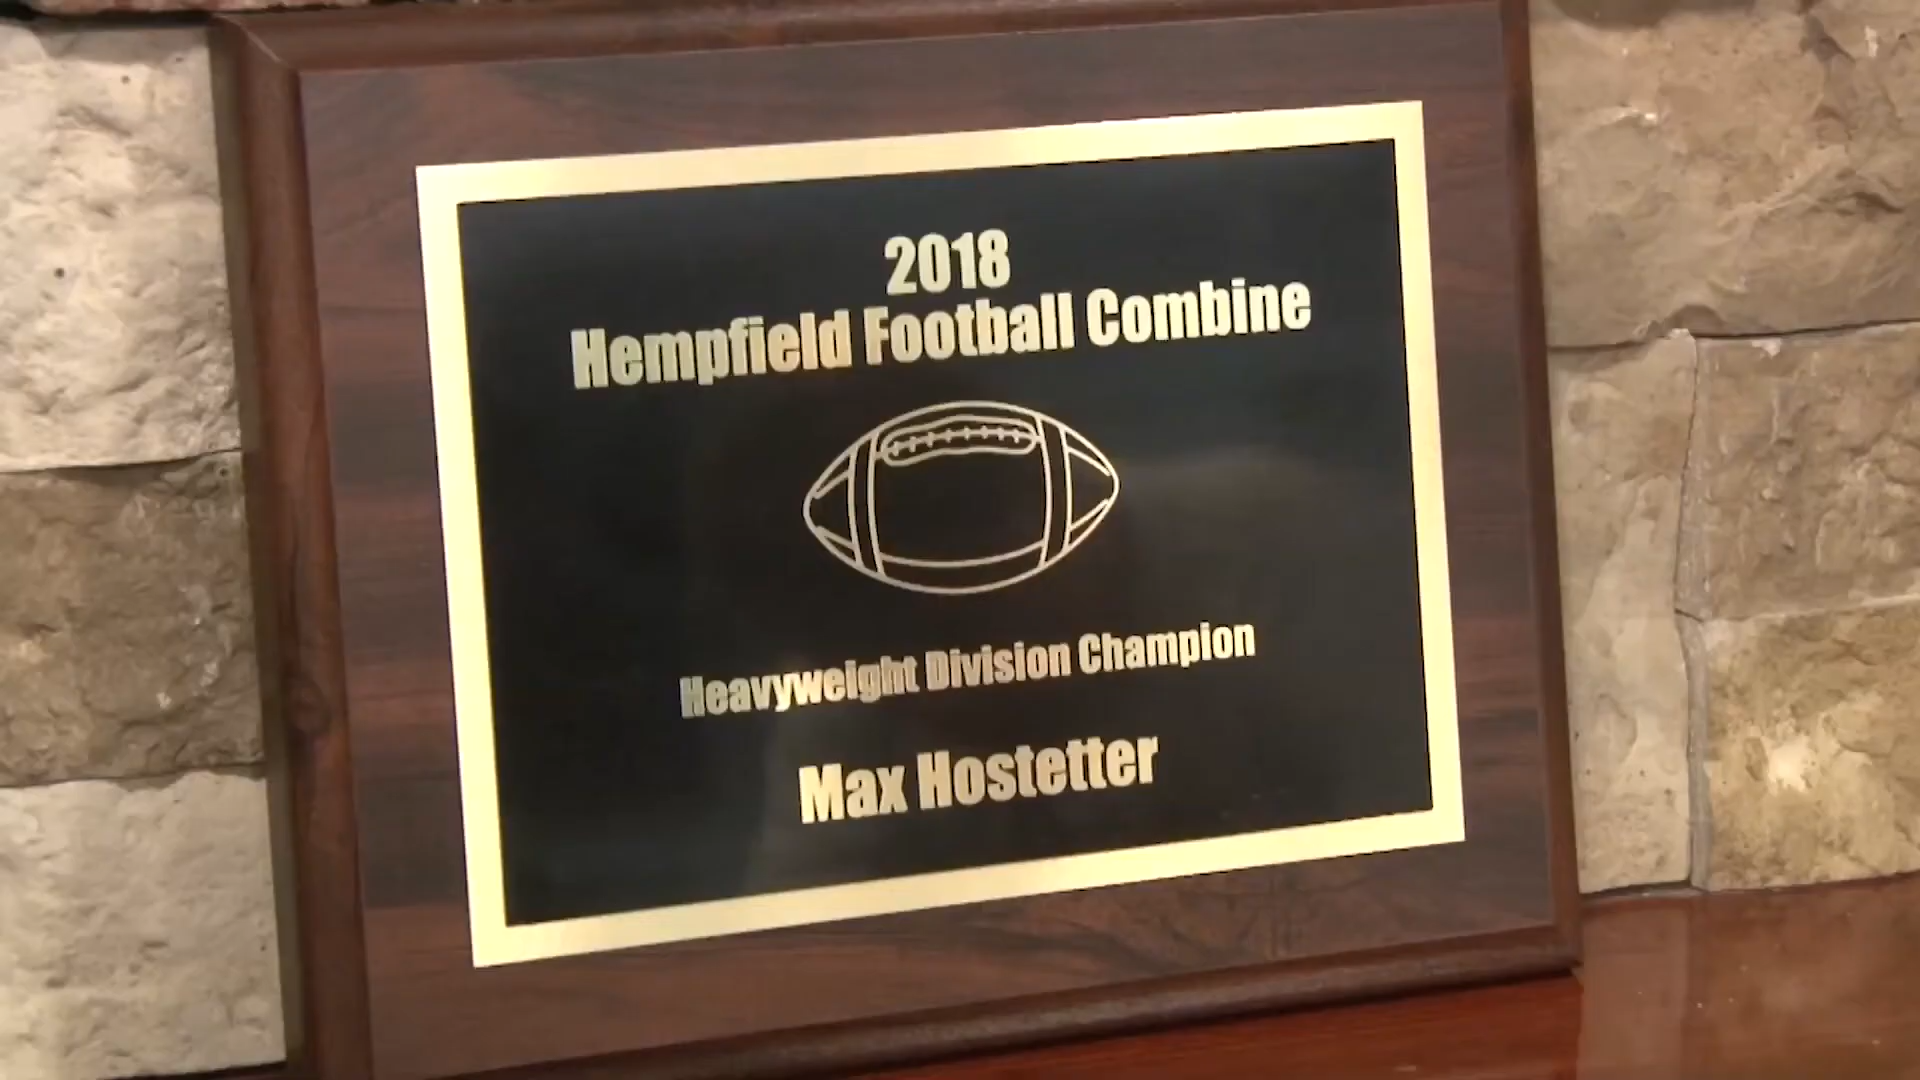 2018
Hempfield Football Combine
Heavyweight Division Champion
Max Hostetter